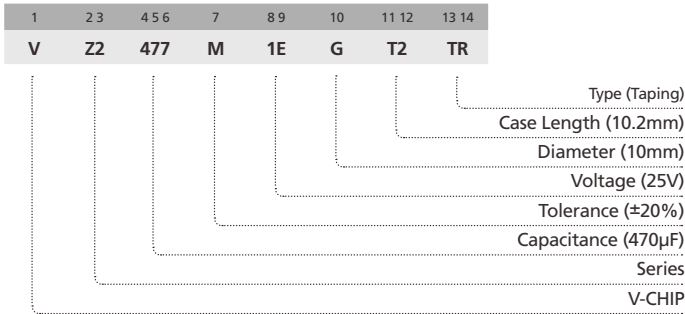 1 2 3 4 5 6 7 8 9 10 11 12 13 14
V Z2 477 M 1E G T2 TR
Type (Taping)
Case Length (10.2mm)
Diameter (10mm)
Voltage (25V)
Tolerance (±20%)
Capacitance (470µF)
Series
V-CHIP